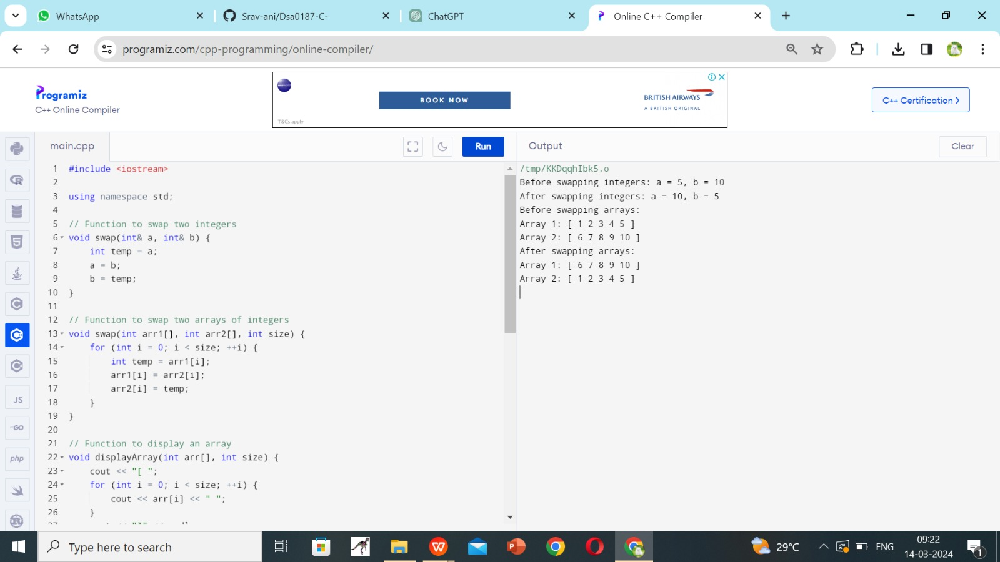 WhatsApp
Srav-ani/Dsa0187-C-
ChatGPT
Online C++ Compiler
programiz.com/cpp-programming/online-compiler/
Programiz
C++ Online Compiler
BOOK NOW
T&Cs apply
BRITISH AIRWAYS
A BRITISH ORIGINAL
C++ Certification
main.cpp
Run
Output
Clear
1 #include <iostream>
2
3 using namespace std;
4
5 // Function to swap two integers
6 void swap(int& a, int& b) {
7     int temp = a;
8     a = b;
9     b = temp;
10 }
11
12 // Function to swap two arrays of integers
13 void swap(int arr1[], int arr2[], int size) {
14     for (int i = 0; i < size; ++i) {
15         int temp = arr1[i];
16         arr1[i] = arr2[i];
17         arr2[i] = temp;
18     }
19 }
20
21 // Function to display an array
22 void displayArray(int arr[], int size) {
23     cout << "[ ";
24     for (int i = 0; i < size; ++i) {
25         cout << arr[i] << " ";
26     }
/tmp/KKDqqhIbk5.o
Before swapping integers: a = 5, b = 10
After swapping integers: a = 10, b = 5
Before swapping arrays:
Array 1: [ 1 2 3 4 5 ]
Array 2: [ 6 7 8 9 10 ]
After swapping arrays:
Array 1: [ 6 7 8 9 10 ]
Array 2: [ 1 2 3 4 5 ]
JS
GO
php
Type here to search
29°C
ENG
09:22
14-03-2024
1